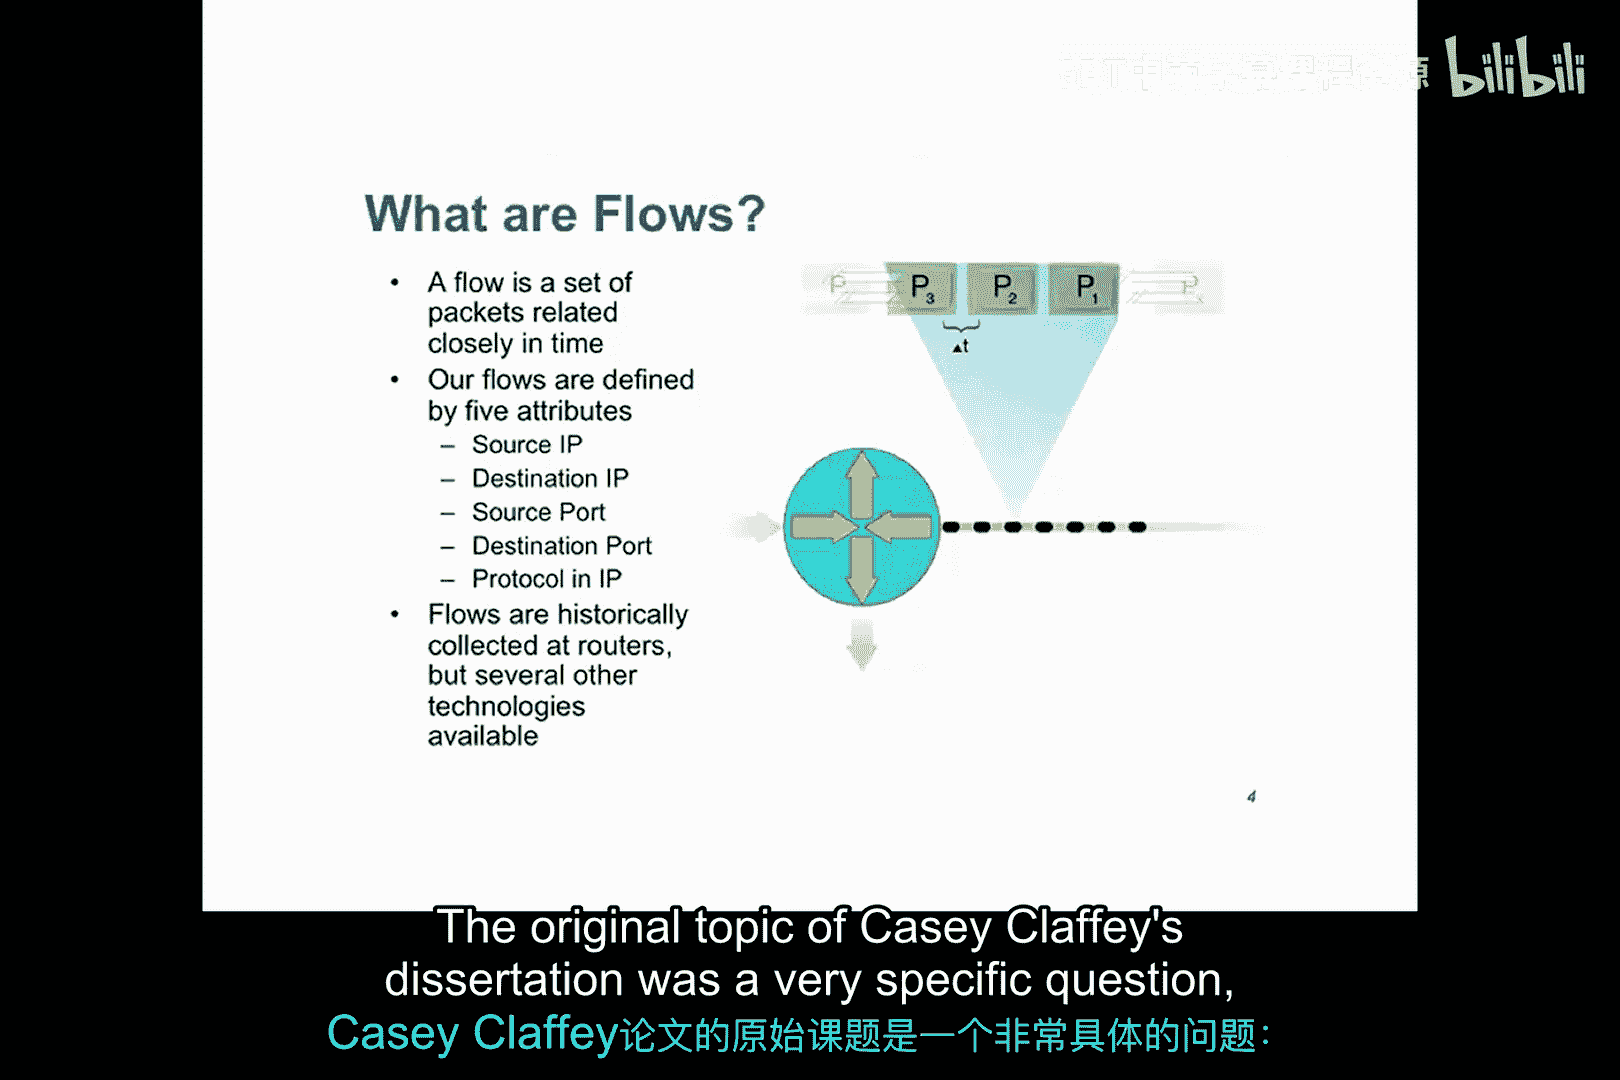 bilibili
What are Flows?
• A flow is a set of
packets related
closely in time
• Our flows are defined
by five attributes
– Source IP
– Destination IP
– Source Port
– Destination Port
– Protocol in IP
• Flows are historically
collected at routers,
but several other
technologies
available
P P3 P2 P1 P
▲t
4
The original topic of Casey Claffey's
dissertation was a very specific question,
Casey Claffey论文的原始课题是一个非常具体的问题：